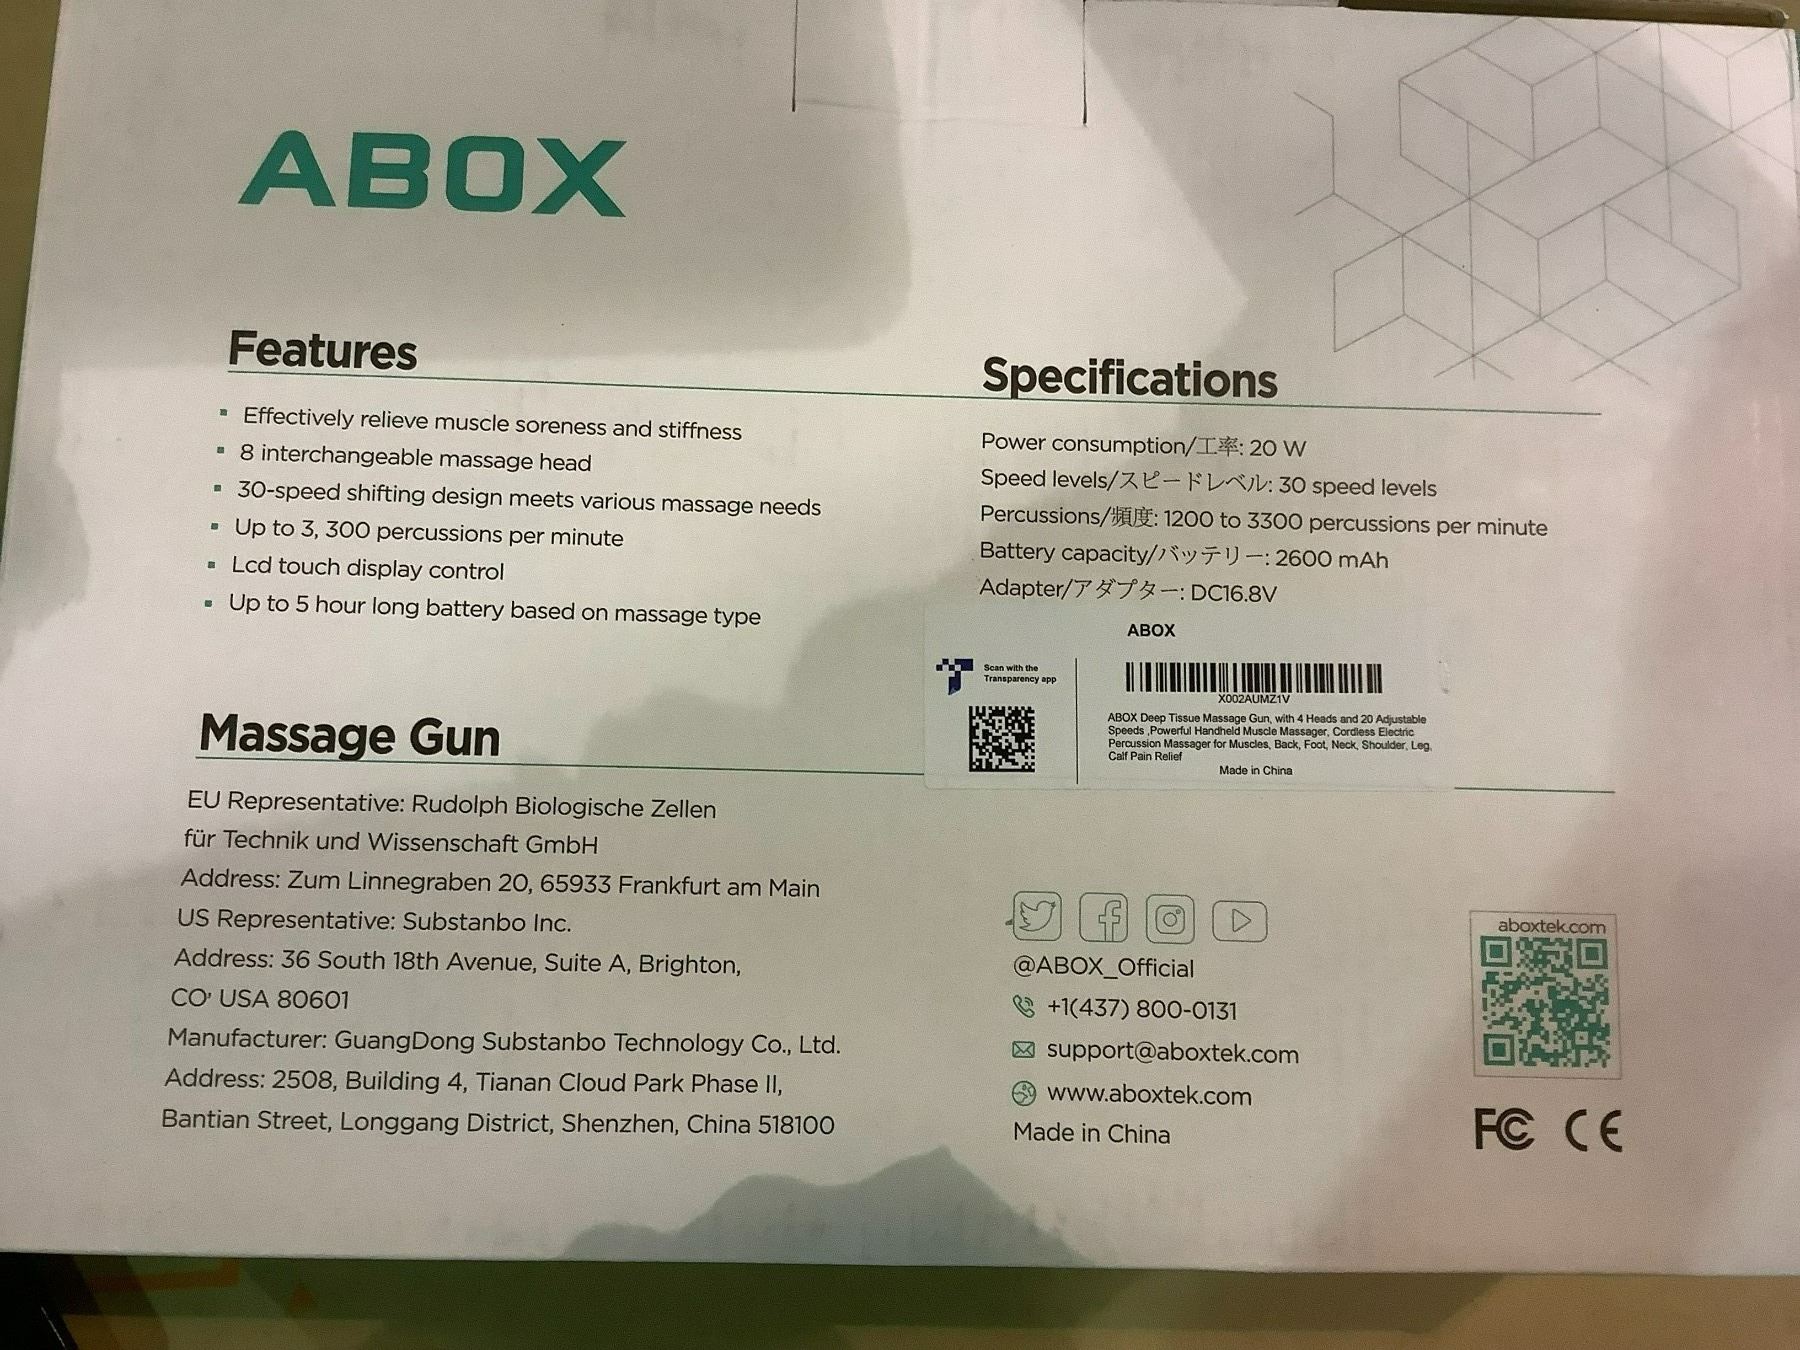 ABOX
Features
Effectively relieve muscle soreness and stiffness
8 interchangeable massage head
30-speed shifting design meets various massage needs
Up to 3, 300 percussions per minute
Lcd touch display control
Up to 5 hour long battery based on massage type
Specifications
Power consumption/工率: 20 W
Speed levels/スピードレベル: 30 speed levels
Percussions/頻度: 1200 to 3300 percussions per minute
Battery capacity/バッテリー: 2600 mAh
Adapter/アダプター: DC16.8V
ABOX
Scan with the
Transparency app
X002AUMZ1V
ABOX Deep Tissue Massage Gun, with 4 Heads and 20 Adjustable
Speeds ,Powerful Handheld Muscle Massager, Cordless Electric
Percussion Massager for Muscles, Back, Foot, Neck, Shoulder, Leg,
Calf Pain Relief
Made in China
Massage Gun
EU Representative: Rudolph Biologische Zellen
für Technik und Wissenschaft GmbH
Address: Zum Linnegraben 20, 65933 Frankfurt am Main
US Representative: Substanbo Inc.
Address: 36 South 18th Avenue, Suite A, Brighton,
CO, USA 80601
Manufacturer: GuangDong Substanbo Technology Co., Ltd.
Address: 2508, Building 4, Tianan Cloud Park Phase II,
Bantian Street, Longgang District, Shenzhen, China 518100
@ABOX_Official
+1(437) 800-0131
support@aboxtek.com
www.aboxtek.com
Made in China
aboxtek.com
FC CE